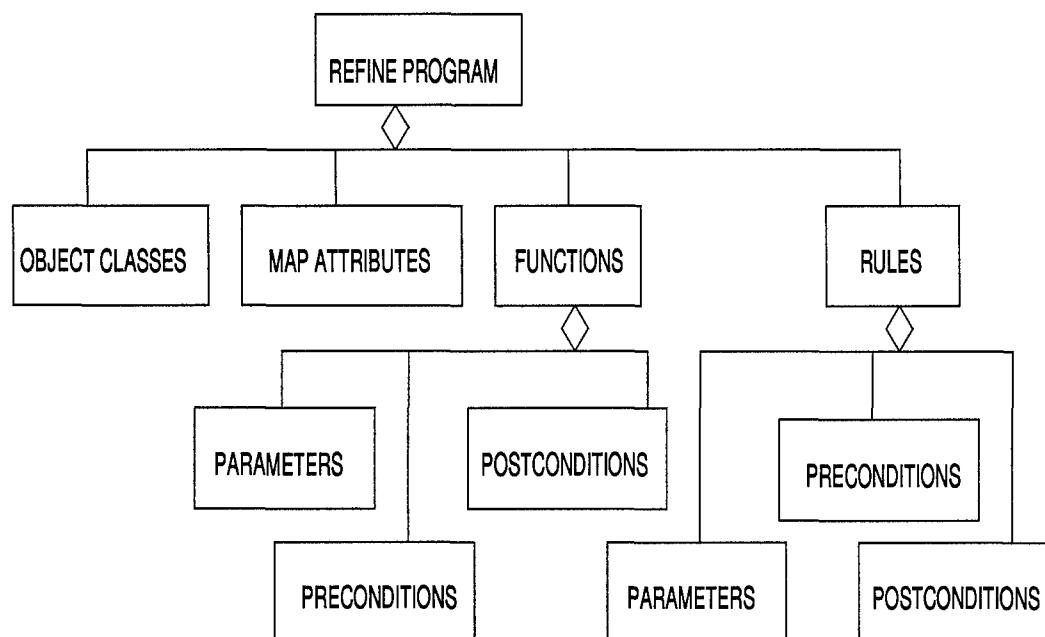 REFINE PROGRAM
OBJECT CLASSES
MAP ATTRIBUTES
FUNCTIONS
RULES
PARAMETERS
POSTCONDITIONS
PRECONDITIONS
PRECONDITIONS
PARAMETERS
POSTCONDITIONS